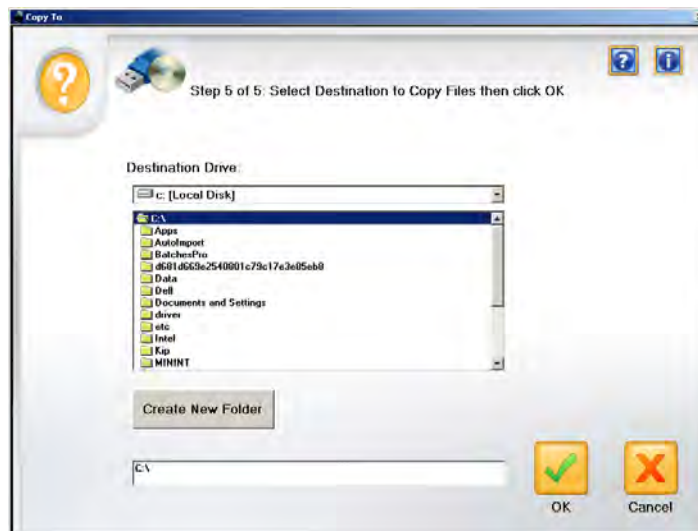 Copy To
Step 5 of 5: Select Destination to Copy Files then click OK
Destination Drive:
c: [Local Disk]
C:\
Apps
AutoImport
BatchesPro
d601d669e2540001c79c17e3e05eb0
Data
Dell
Documents and Settings
driver
etc
Intel
Kip
MININT
Create New Folder
C:\
OK Cancel